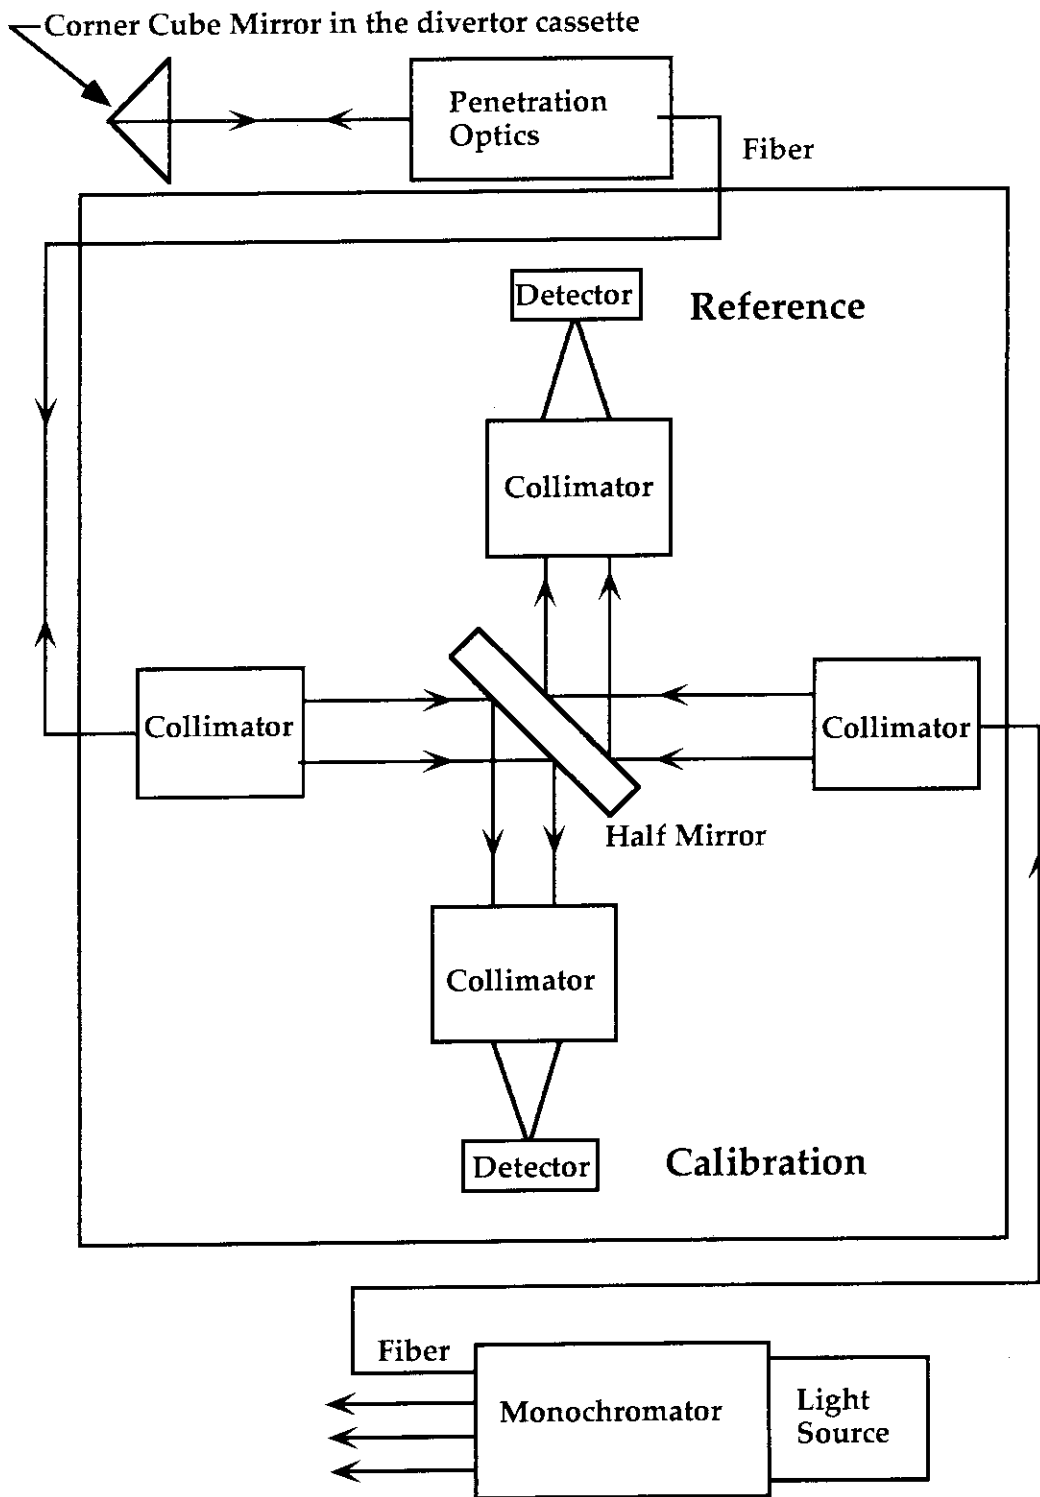 Corner Cube Mirror in the divertor cassette
Penetration
Optics
Fiber
Detector
Reference
Collimator
Collimator
Collimator
Half Mirror
Collimator
Detector
Calibration
Fiber
Monochromator
Light
Source